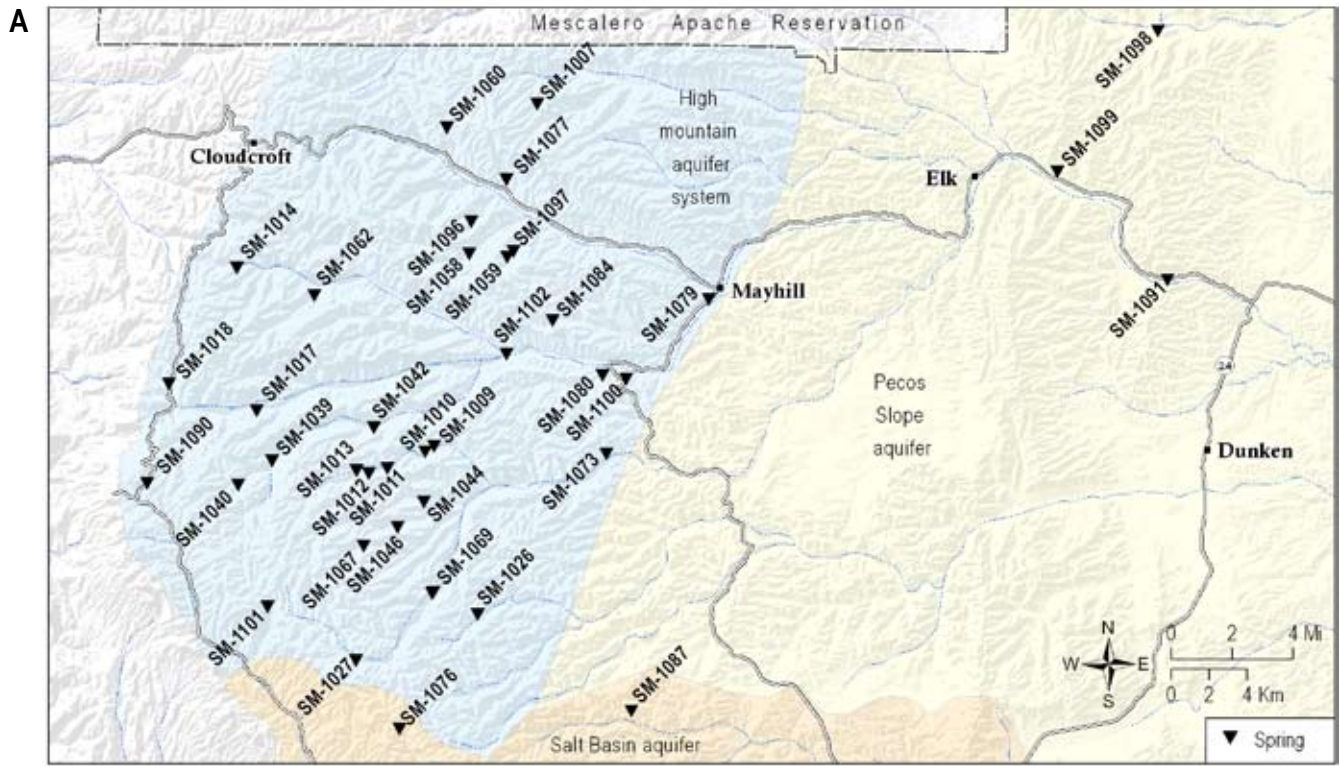 A
Mescalero Apache Reservation
SM-1098
SM-1060
SM-1007
High
mountain
aquifer
system
SM-1077
SM-1099
Cloudcroft
Elk
SM-1014
SM-1062
SM-1096
SM-1097
SM-1058
SM-1059
SM-1084
SM-1079
Mayhill
SM-1091
SM-1102
SM-1018
SM-1017
SM-1042
SM-1080
SM-1100
24
Pecos
Slope
aquifer
SM-1010
SM-1009
SM-1039
SM-1090
SM-1013
SM-1012
SM-1011
SM-1073
Dunken
SM-1040
SM-1044
SM-1067
SM-1046
SM-1069
SM-1026
SM-1101
SM-1027
SM-1076
SM-1087
N
W E
S
0 2 4 Mi
0 2 4 Km
Salt Basin aquifer
Spring